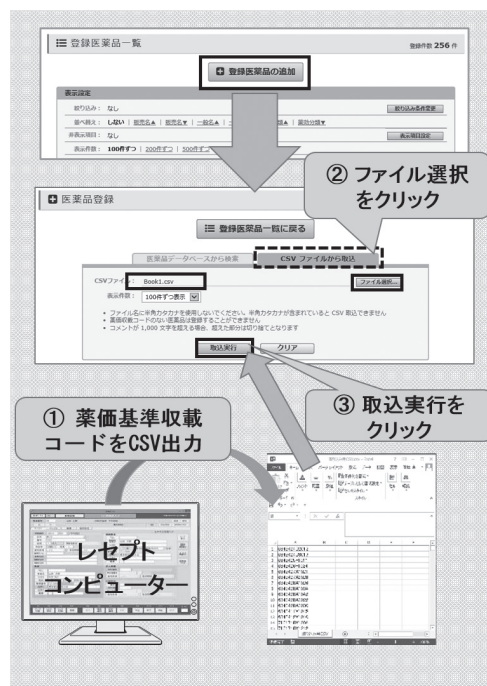 登録医薬品一覧
登録件数 256 件
登録医薬品の追加
表示設定
絞り込み： なし
絞り込み条件変更
並べ替え： しない | 販売名▲ | 販売名▼ | 一般名▲ |
類▲ | 薬効分類▼
非表示項目： なし
表示項目設定
表示件数： 100件ずつ | 200件ずつ | 500件ずつ
② ファイル選択
をクリック
医薬品登録
登録医薬品一覧に戻る
医薬品データベースから検索
CSV ファイルから取込
CSVファイル： Book1.csv
ファイル選択...
表示件数： 100件ずつ表示
• ファイル名に半角カタカナを使用しないでください。半角カタカナが含まれていると CSV 取込できません
• 薬価収載コードのない医薬品は登録することができません
• コメントが 1,000 文字を超える場合、超えた部分は切り捨てとなります
取込実行
クリア
① 薬価基準収載
コードをCSV出力
③ 取込実行を
クリック
レセプト
コンピューター